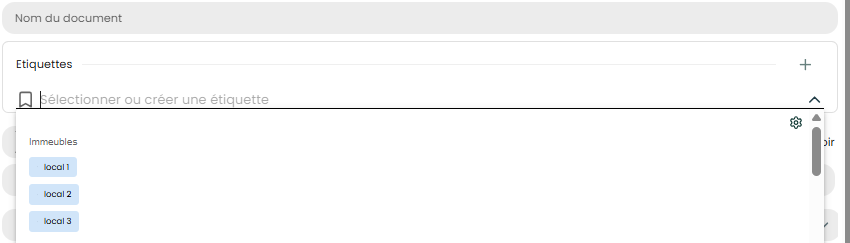 Nom du document
Etiquettes
Sélectionner ou créer une étiquette
Immeubles
local 1
local 2
local 3